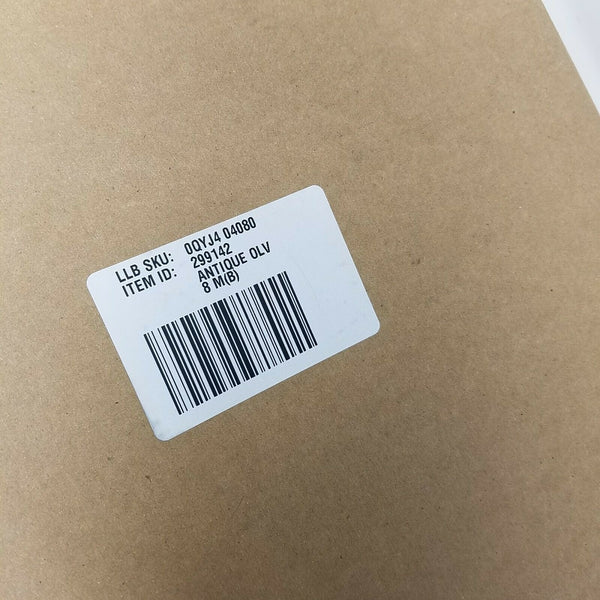 LLB SKU: 0QYJ4 04080
ITEM ID: 299142
ANTIQUE OLV
8 M(B)